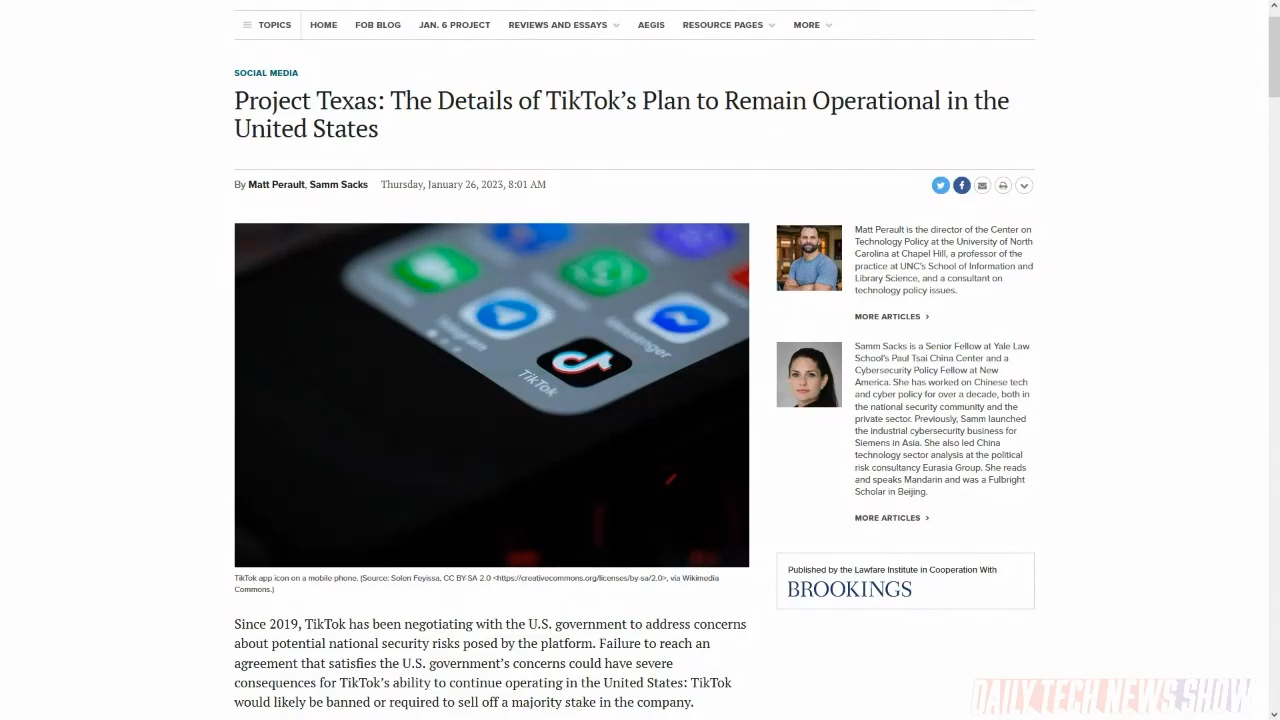 TOPICS
HOME
FOB BLOG
JAN. 6 PROJECT
REVIEWS AND ESSAYS
AEGIS
RESOURCE PAGES
MORE
SOCIAL MEDIA
Project Texas: The Details of TikTok's Plan to Remain Operational in the
United States
By Matt Perault, Samm Sacks Thursday, January 26, 2023, 8:01 AM
Telegram
Messenger
TikTok
TikTok app icon on a mobile phone. (Source: Solen Feyissa, CC BY-SA 2.0 <https://creativecommons.org/licenses/by-sa/2.0>, via Wikimedia
Commons.)
Since 2019, TikTok has been negotiating with the U.S. government to address concerns
about potential national security risks posed by the platform. Failure to reach an
agreement that satisfies the U.S. government's concerns could have severe
consequences for TikTok's ability to continue operating in the United States: TikTok
would likely be banned or required to sell off a majority stake in the company.
Matt Perault is the director of the Center on
Technology Policy at the University of North
Carolina at Chapel Hill, a professor of the
practice at UNC's School of Information and
Library Science, and a consultant on
technology policy issues.
MORE ARTICLES >
Samm Sacks is a Senior Fellow at Yale Law
School's Paul Tsai China Center and a
Cybersecurity Policy Fellow at New
America. She has worked on Chinese tech
and cyber policy for over a decade, both in
the national security community and the
private sector. Previously, Samm launched
the industrial cybersecurity business for
Siemens in Asia. She also led China
technology sector analysis at the political
risk consultancy Eurasia Group. She reads
and speaks Mandarin and was a Fulbright
Scholar in Beijing.
MORE ARTICLES >
Published by the Lawfare Institute in Cooperation With
BROOKINGS
DAILY TECH NEWS SHOW